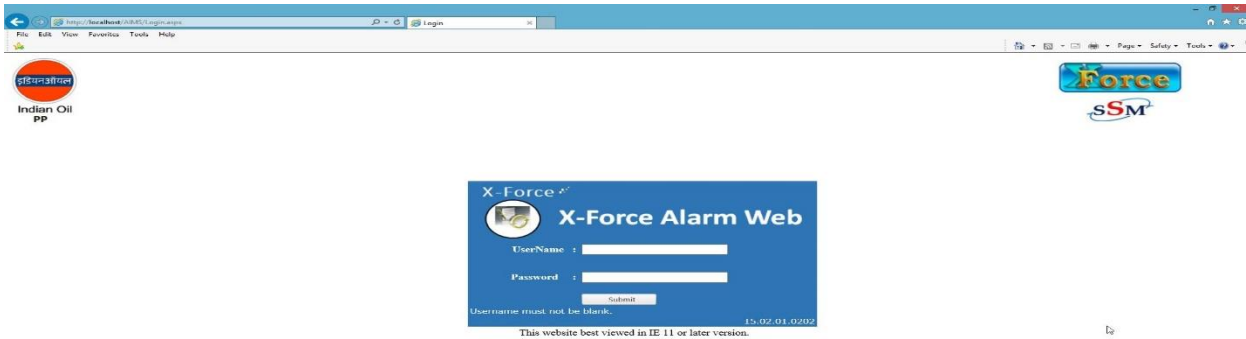 http://localhost/AIMS/Login.aspx
Login
File Edit View Favorites Tools Help
Page Safety Tools
इंडियनऑयल
Indian Oil
PP
XForce
SSM
X-Force
X-Force Alarm Web
UserName :
Password :
Submit
Username must not be blank.
15.02.01.0202
This website best viewed in IE 11 or later version.